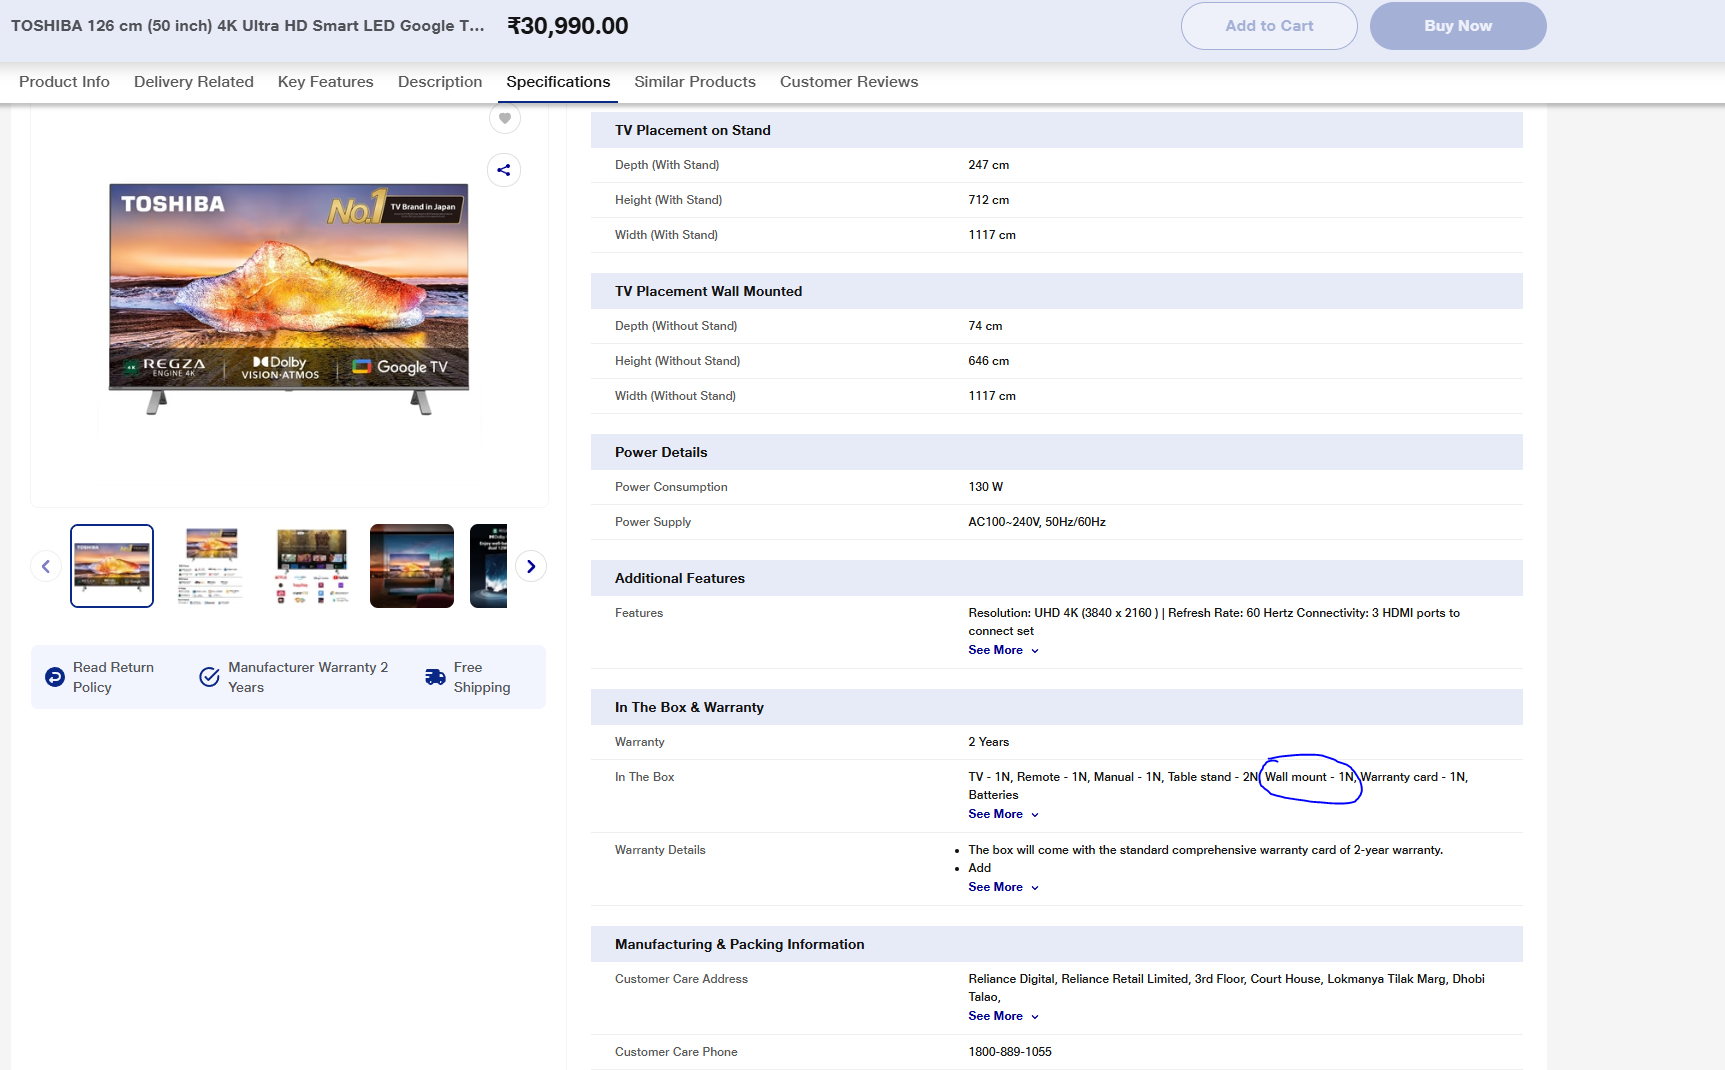 TOSHIBA 126 cm (50 inch) 4K Ultra HD Smart LED Google T...
₹30,990.00
Add to Cart
Buy Now
Product Info
Delivery Related
Key Features
Description
Specifications
Similar Products
Customer Reviews
TOSHIBA
No.1 TV Brand in Japan
4K REGZA
ENGINE 4K
Dolby
VISION·ATMOS
Google TV
Read Return
Policy
Manufacturer Warranty 2
Years
Free
Shipping
TV Placement on Stand
Depth (With Stand) 247 cm
Height (With Stand) 712 cm
Width (With Stand) 1117 cm
TV Placement Wall Mounted
Depth (Without Stand) 74 cm
Height (Without Stand) 646 cm
Width (Without Stand) 1117 cm
Power Details
Power Consumption 130 W
Power Supply AC100~240V, 50Hz/60Hz
Additional Features
Features Resolution: UHD 4K (3840 x 2160 ) | Refresh Rate: 60 Hertz Connectivity: 3 HDMI ports to
connect set
See More
In The Box & Warranty
Warranty 2 Years
In The Box TV - 1N, Remote - 1N, Manual - 1N, Table stand - 2N, Wall mount - 1N, Warranty card - 1N,
Batteries
See More
Warranty Details • The box will come with the standard comprehensive warranty card of 2-year warranty.
• Add
See More
Manufacturing & Packing Information
Customer Care Address Reliance Digital, Reliance Retail Limited, 3rd Floor, Court House, Lokmanya Tilak Marg, Dhobi
Talao,
See More
Customer Care Phone 1800-889-1055